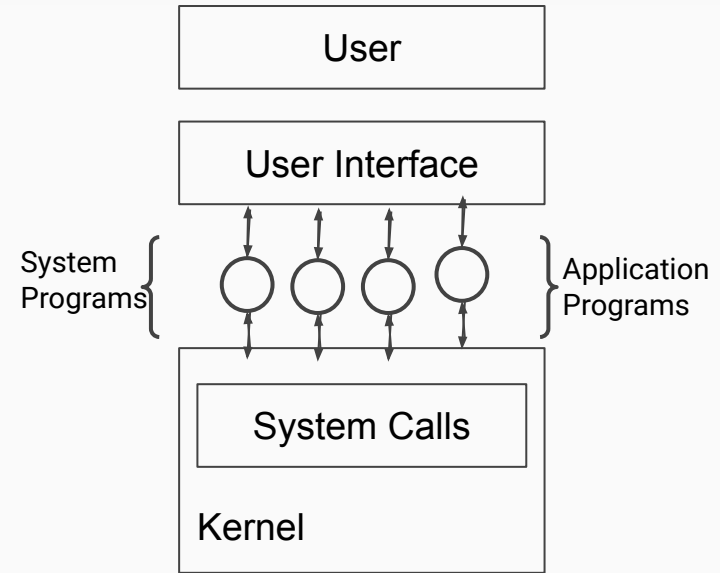 User
User Interface
System
Programs
Application
Programs
System Calls
Kernel